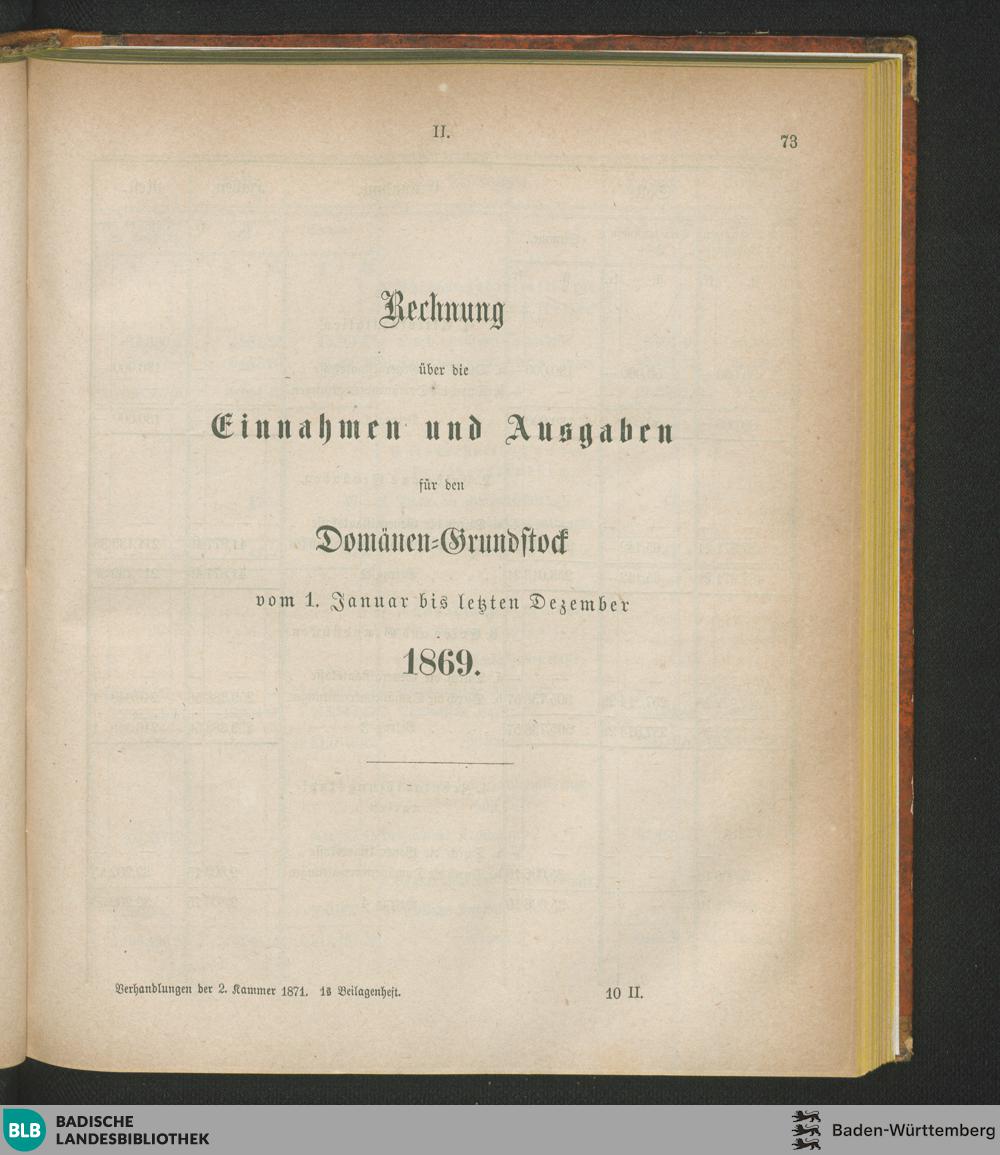 II.
73
Rechnung
über die
Einnahmen und Ausgaben
für den
Domänen-Grundstock
vom 1. Januar bis letzten Dezember
1869.
Verhandlungen der 2. Kammer 1871. 1s Beilagenheft.
10 II.
BLB
BADISCHE
LANDESBIBLIOTHEK
Baden-Württemberg